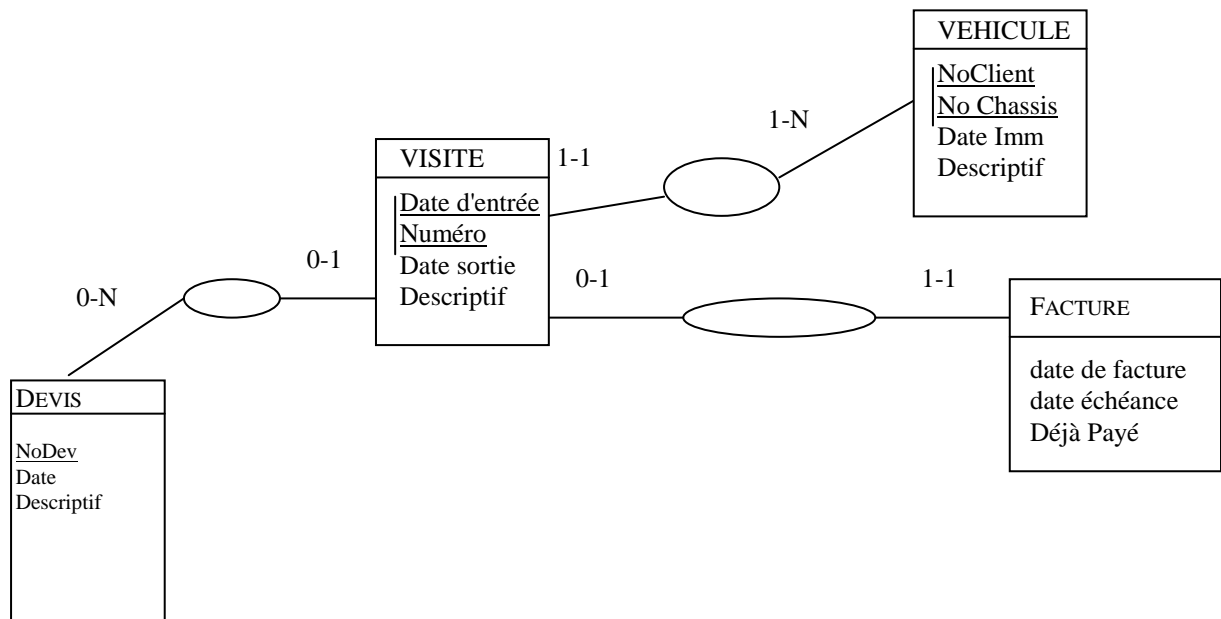 VEHICULE
NoClient
No Chassis
Date Imm
Descriptif
1-N
VISITE
1-1
Date d'entrée
Numéro
Date sortie
Descriptif
0-1
0-N
0-1
1-1
FACTURE
date de facture
date échéance
Déjà Payé
DEVIS
NoDev
Date
Descriptif